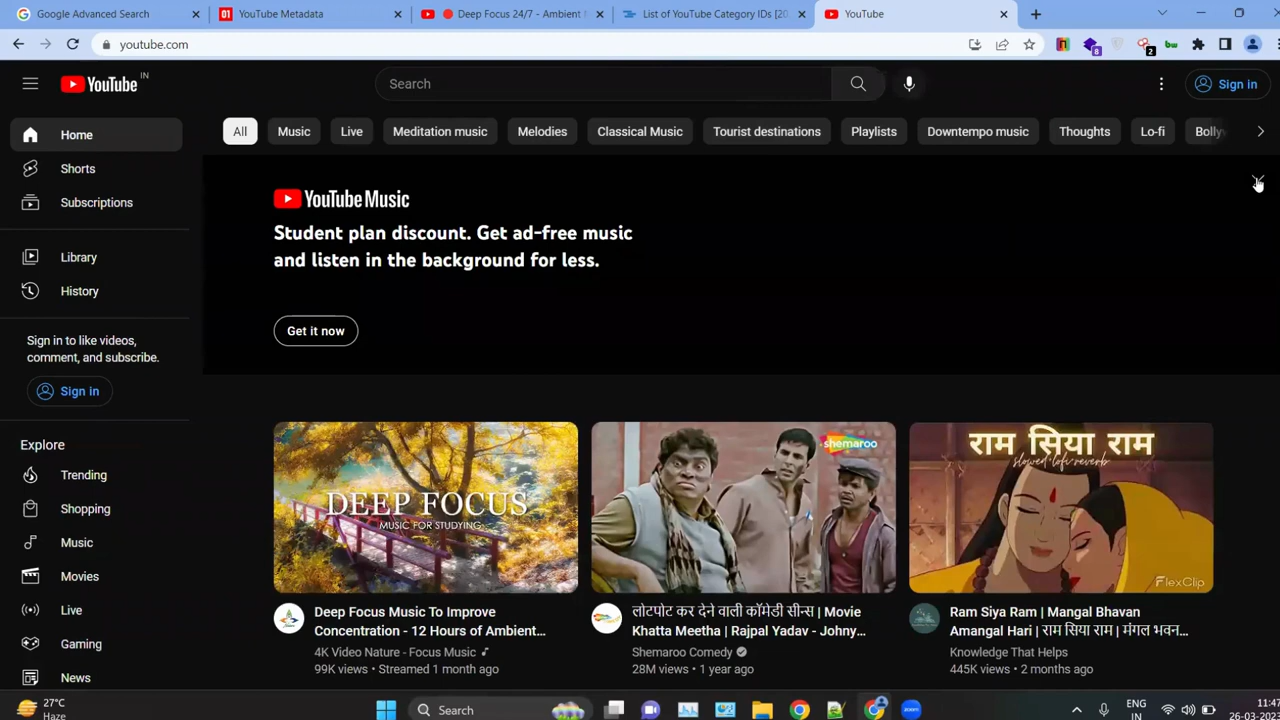 Google Advanced Search
YouTube Metadata
Deep Focus 24/7 - Ambient
List of YouTube Category IDs [20
YouTube
youtube.com
8
2
YouTube IN
Search
Sign in
All Music Live Meditation music Melodies Classical Music Tourist destinations Playlists Downtempo music Thoughts Lo-fi Bolly
Home
Shorts
Subscriptions
Library
History
Sign in to like videos,
comment, and subscribe.
Sign in
Explore
Trending
Shopping
Music
Movies
Live
Gaming
News
YouTube Music
Student plan discount. Get ad-free music
and listen in the background for less.
Get it now
DEEP FOCUS
MUSIC FOR STUDYING
Deep Focus Music To Improve
Concentration - 12 Hours of Ambient...
4K Video Nature - Focus Music
99K views • Streamed 1 month ago
shemaroo
लोटपोट कर देने वाली कॉमेडी सीन्स | Movie
Khatta Meetha | Rajpal Yadav - Johny...
Shemaroo Comedy
28M views • 1 year ago
राम सिया राम
slowed+lofi+reverb
FlexClip
Ram Siya Ram | Mangal Bhavan
Amangal Hari | राम सिया राम | मंगल भवन...
Knowledge That Helps
445K views • 2 months ago
27°C
Haze
Search
zoom
ENG
IN
11:4
26-03-202